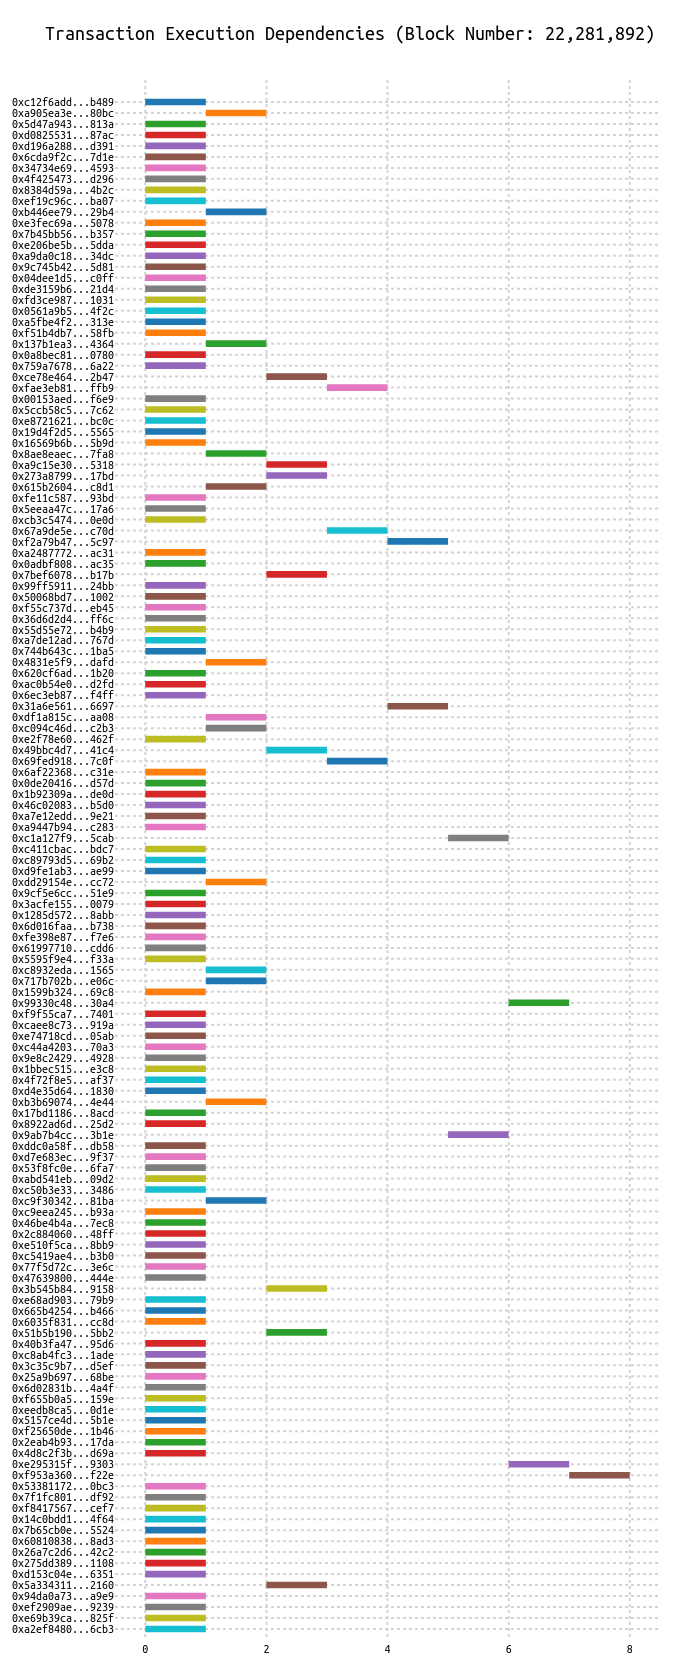 Transaction Execution Dependencies (Block Number: 22,281,892)
0xc12f6add...b489
0xa905ea3e...80bc
0x5d47a943...813a
0xd0825531...87ac
0xd196a288...d391
0x6cda9f2c...7d1e
0x34734e69...4593
0x4f425473...d296
0x8384d59a...4b2c
0xef19c96c...ba07
0xb446ee79...29b4
0xe3fec69a...5078
0x7b45bb56...b357
0xe206be5b...5dda
0xa9da0c18...34dc
0x9c745b42...5d81
0x04dee1d5...c0ff
0xde3159b6...21d4
0xfd3ce987...1031
0x0561a9b5...4f2c
0xa5fbe4f2...313e
0xf51b4db7...58fb
0x137b1ea3...4364
0x0a8bec81...0780
0x759a7678...6a22
0xce78e464...2b47
0xfae3eb81...ffb9
0x00153aed...f6e9
0x5ccb58c5...7c62
0xe8721621...bc0c
0x19d4f2d5...5565
0x16569b6b...5b9d
0x8ae8eaec...7fa8
0xa9c15e30...5318
0x273a8799...17bd
0x615b2604...c8d1
0xfe11c587...93bd
0x5eeaa47c...17a6
0xcb3c5474...0e0d
0x67a9de5e...c70d
0xf2a79b47...5c97
0xa2487772...ac31
0x0adbf808...ac35
0x7bef6078...b17b
0x99ff5911...24bb
0x50068bd7...1002
0xf55c737d...eb45
0x36d6d2d4...ff6c
0x55d55e72...b4b9
0xa7de12ad...767d
0x744b643c...1ba5
0x4831e5f9...dafd
0x620cf6ad...1b20
0xac0b54e0...d2fd
0x6ec3eb87...f4ff
0x31a6e561...6697
0xdf1a815c...aa08
0xc094c46d...c2b3
0xe2f78e60...462f
0x49bbc4d7...41c4
0x69fed918...7c0f
0x6af22368...c31e
0x0de20416...d57d
0x1b92309a...de0d
0x46c02083...b5d0
0xa7e12edd...9e21
0xa9447b94...c283
0xc1a127f9...5cab
0xc411cbac...bdc7
0xc89793d5...69b2
0xd9fe1ab3...ae99
0xdd29154e...cc72
0x9cf5e6cc...51e9
0x3acfe155...0079
0x1285d572...8abb
0x6d016faa...b738
0xfe398e87...f7e6
0x61997710...cdd6
0x5595f9e4...f33a
0xc8932eda...1565
0x717b702b...e06c
0x1599b324...69c8
0x99330c48...30a4
0xf9f55ca7...7401
0xcaee8c73...919a
0xe74718cd...05ab
0xc44a4203...70a3
0x9e8c2429...4928
0x1bbec515...e3c8
0x4f72f8e5...af37
0xd4e35d64...1830
0xb3b69074...4e44
0x17bd1186...8acd
0x8922ad6d...25d2
0x9ab7b4cc...3b1e
0xddc0a58f...db58
0xd7e683ec...9f37
0x53f8fc0e...6fa7
0xabd541eb...09d2
0xc50b3e33...3486
0xc9f30342...81ba
0xc9eea245...b93a
0x46be4b4a...7ec8
0x2c884060...48ff
0xe510f5ca...8bb9
0xc5419ae4...b3b0
0x77f5d72c...3e6c
0x47639800...444e
0x3b545b84...9158
0xe68ad903...79b9
0x665b4254...b466
0x6035f831...cc8d
0x51b5b190...5bb2
0x40b3fa47...95d6
0xc8ab4fc3...1ade
0x3c35c9b7...d5ef
0x25a9b697...68be
0x6d02831b...4a4f
0xf655b0a5...159e
0xeedb8ca5...0d1e
0x5157ce4d...5b1e
0xf25650de...1b46
0x2eab4b93...17da
0x4d8c2f3b...d69a
0xe295315f...9303
0xf953a360...f22e
0x53381172...0bc3
0x7f1fc801...df92
0xf8417567...cef7
0x14c0bdd1...4f64
0x7b65cb0e...5524
0x60810838...8ad3
0x26a7c2d6...42c2
0x275dd389...1108
0xd153c04e...6351
0x5a334311...2160
0x94da0a73...a9e9
0xef2909ae...9239
0xe69b39ca...825f
0xa2ef8480...6cb3
0 2 4 6 8